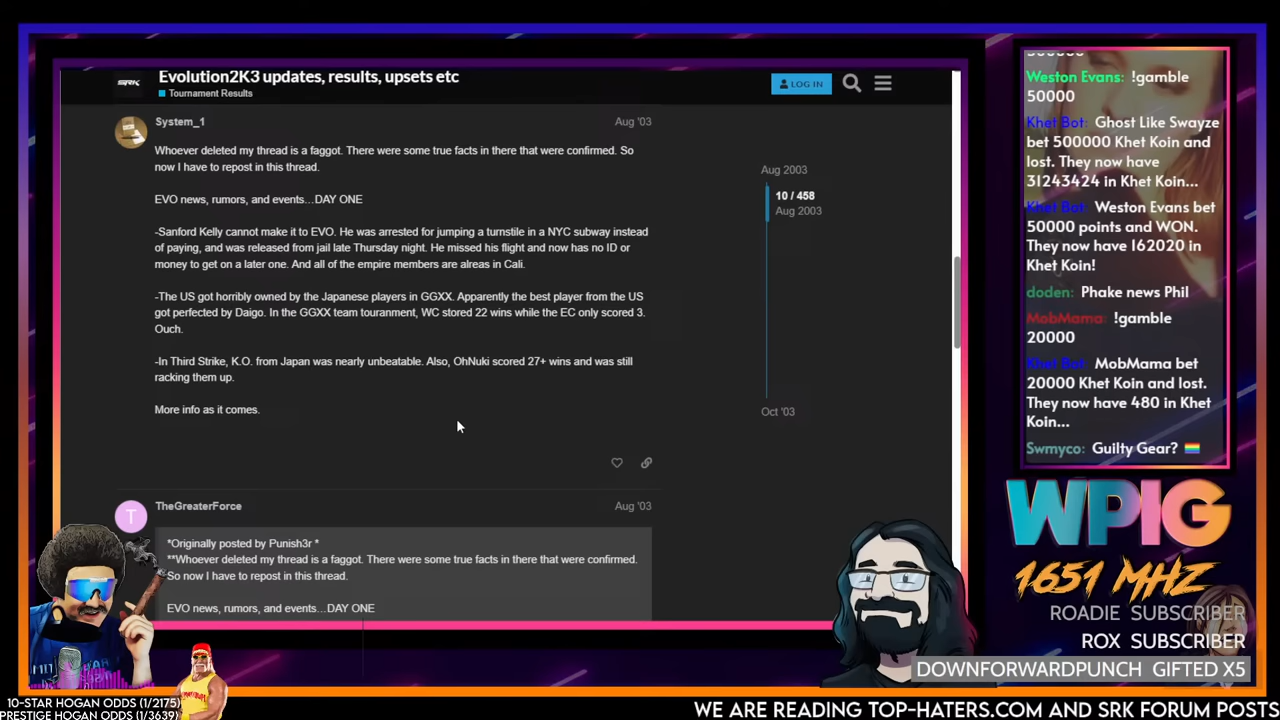 SRK
Evolution2K3 updates, results, upsets etc
Tournament Results
LOG IN
System_1
Aug '03
Whoever deleted my thread is a faggot. There were some true facts in there that were confirmed. So
now I have to repost in this thread.
EVO news, rumors, and events…DAY ONE
-Sanford Kelly cannot make it to EVO. He was arrested for jumping a turnstile in a NYC subway instead
of paying, and was released from jail late Thursday night. He missed his flight and now has no ID or
money to get on a later one. And all of the empire members are alreas in Cali.
-The US got horribly owned by the Japanese players in GGXX. Apparently the best player from the US
got perfected by Daigo. In the GGXX team touranment, WC stored 22 wins while the EC only scored 3.
Ouch.
-In Third Strike, K.O. from Japan was nearly unbeatable. Also, OhNuki scored 27+ wins and was still
racking them up.
More info as it comes.
Aug 2003
10 / 458
Aug 2003
Oct '03
T
TheGreaterForce
Aug '03
*Originally posted by Punish3r *
**Whoever deleted my thread is a faggot. There were some true facts in there that were confirmed.
So now I have to repost in this thread.
EVO news, rumors, and events…DAY ONE
Weston Evans: !gamble
50000
Khet Bot: Ghost Like Swayze
bet 500000 Khet Koin and
lost. They now have
31243424 in Khet Koin...
Khet Bot: Weston Evans bet
50000 points and WON.
They now have 162020 in
Khet Koin!
doden: Phake news Phil
MobMama: !gamble
20000
Khet Bot: MobMama bet
20000 Khet Koin and lost.
They now have 480 in Khet
Koin...
Swmyco: Guilty Gear?
WPIG
1651 MHZ
ROADIE SUBSCRIBER
ROX SUBSCRIBER
DOWNFORWARDPUNCH GIFTED X5
10-STAR HOGAN ODDS (1/2175)
PRESTIGE HOGAN ODDS (1/3639)
WE ARE READING TOP-HATERS.COM AND SRK FORUM POSTS